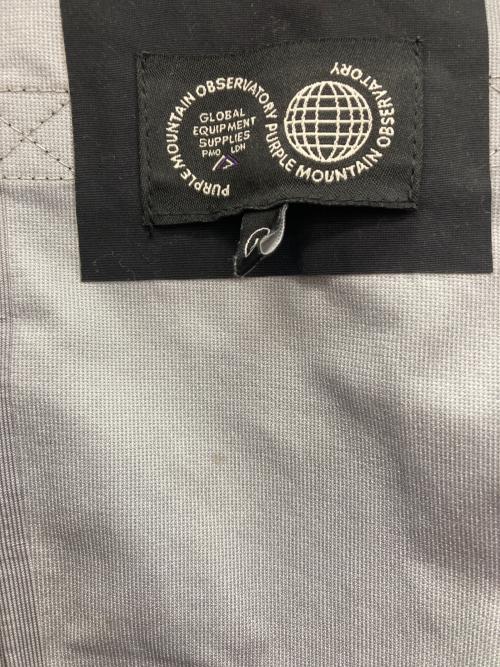 PURPLE MOUNTAIN OBSERVATORY
GLOBAL
EQUIPMENT
SUPPLIES
PMO LDN
PURPLE MOUNTAIN OBSERVATORY